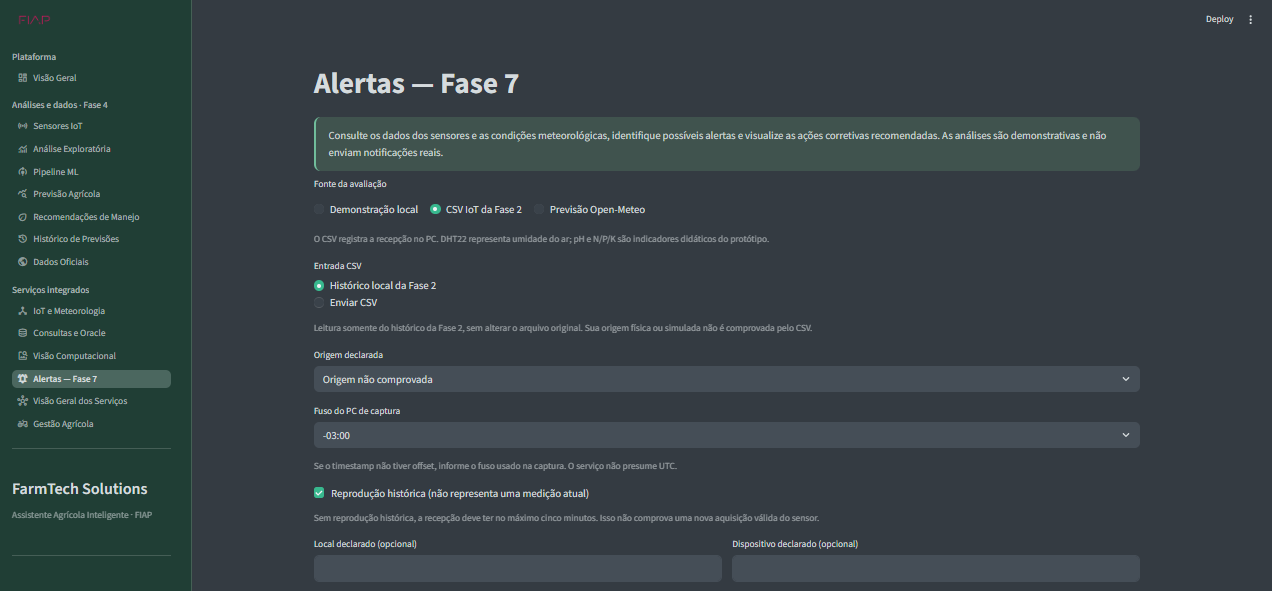 FIAP
Deploy
Plataforma
Visão Geral
Análises e dados · Fase 4
Sensores IoT
Análise Exploratória
Pipeline ML
Previsão Agrícola
Recomendações de Manejo
Histórico de Previsões
Dados Oficiais
Serviços integrados
IoT e Meteorologia
Consultas e Oracle
Visão Computacional
Alertas — Fase 7
Visão Geral dos Serviços
Gestão Agrícola
FarmTech Solutions
Assistente Agrícola Inteligente · FIAP
Alertas — Fase 7
Consulte os dados dos sensores e as condições meteorológicas, identifique possíveis alertas e visualize as ações corretivas recomendadas. As análises são demonstrativas e não
enviam notificações reais.
Fonte da avaliação
Demonstração local
CSV IoT da Fase 2
Previsão Open-Meteo
O CSV registra a recepção no PC. DHT22 representa umidade do ar; pH e N/P/K são indicadores didáticos do protótipo.
Entrada CSV
Histórico local da Fase 2
Enviar CSV
Leitura somente do histórico da Fase 2, sem alterar o arquivo original. Sua origem física ou simulada não é comprovada pelo CSV.
Origem declarada
Origem não comprovada
Fuso do PC de captura
-03:00
Se o timestamp não tiver offset, informe o fuso usado na captura. O serviço não presume UTC.
Reprodução histórica (não representa uma medição atual)
Sem reprodução histórica, a recepção deve ter no máximo cinco minutos. Isso não comprova uma nova aquisição válida do sensor.
Local declarado (opcional)
Dispositivo declarado (opcional)